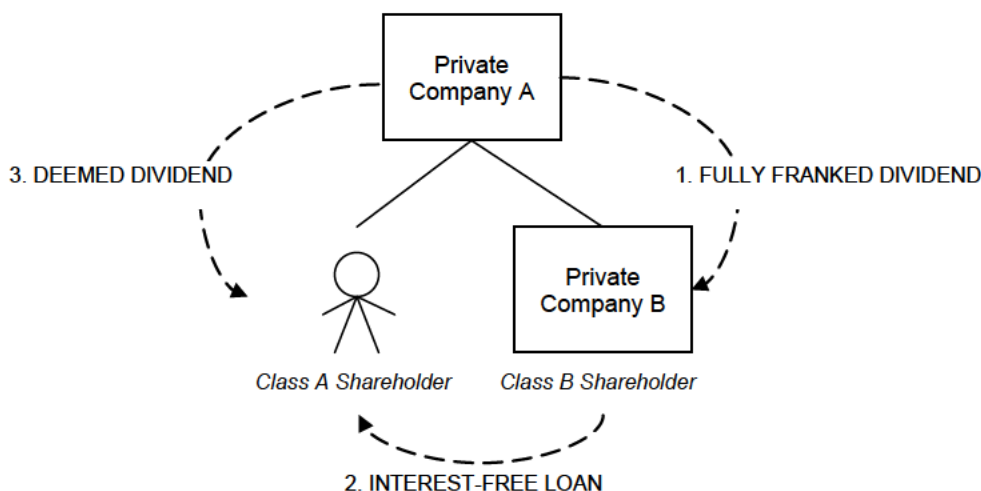 Private
Company A
3. DEEMED DIVIDEND
1. FULLY FRANKED DIVIDEND
Private
Company B
Class A Shareholder
Class B Shareholder
2. INTEREST-FREE LOAN